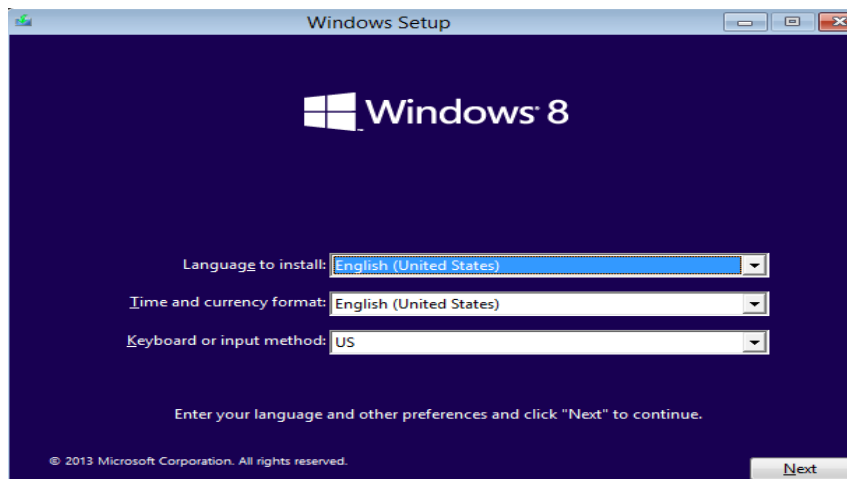 Windows Setup
Windows® 8
Language to install: English (United States)
Time and currency format: English (United States)
Keyboard or input method: US
Enter your language and other preferences and click "Next" to continue.
© 2013 Microsoft Corporation. All rights reserved.
Next